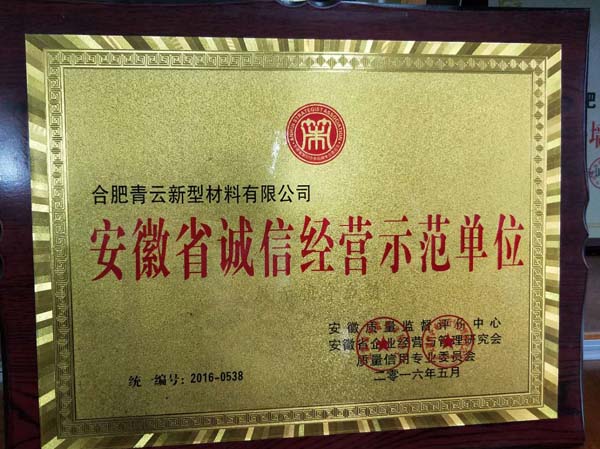 合肥青云新型材料有限公司
安徽省诚信经营示范单位
安徽质量监督评价中心
安徽省企业经营与管理研究会
质量信用专业委员会
二零一六年五月
统一编号：2016-0538
肥
墙